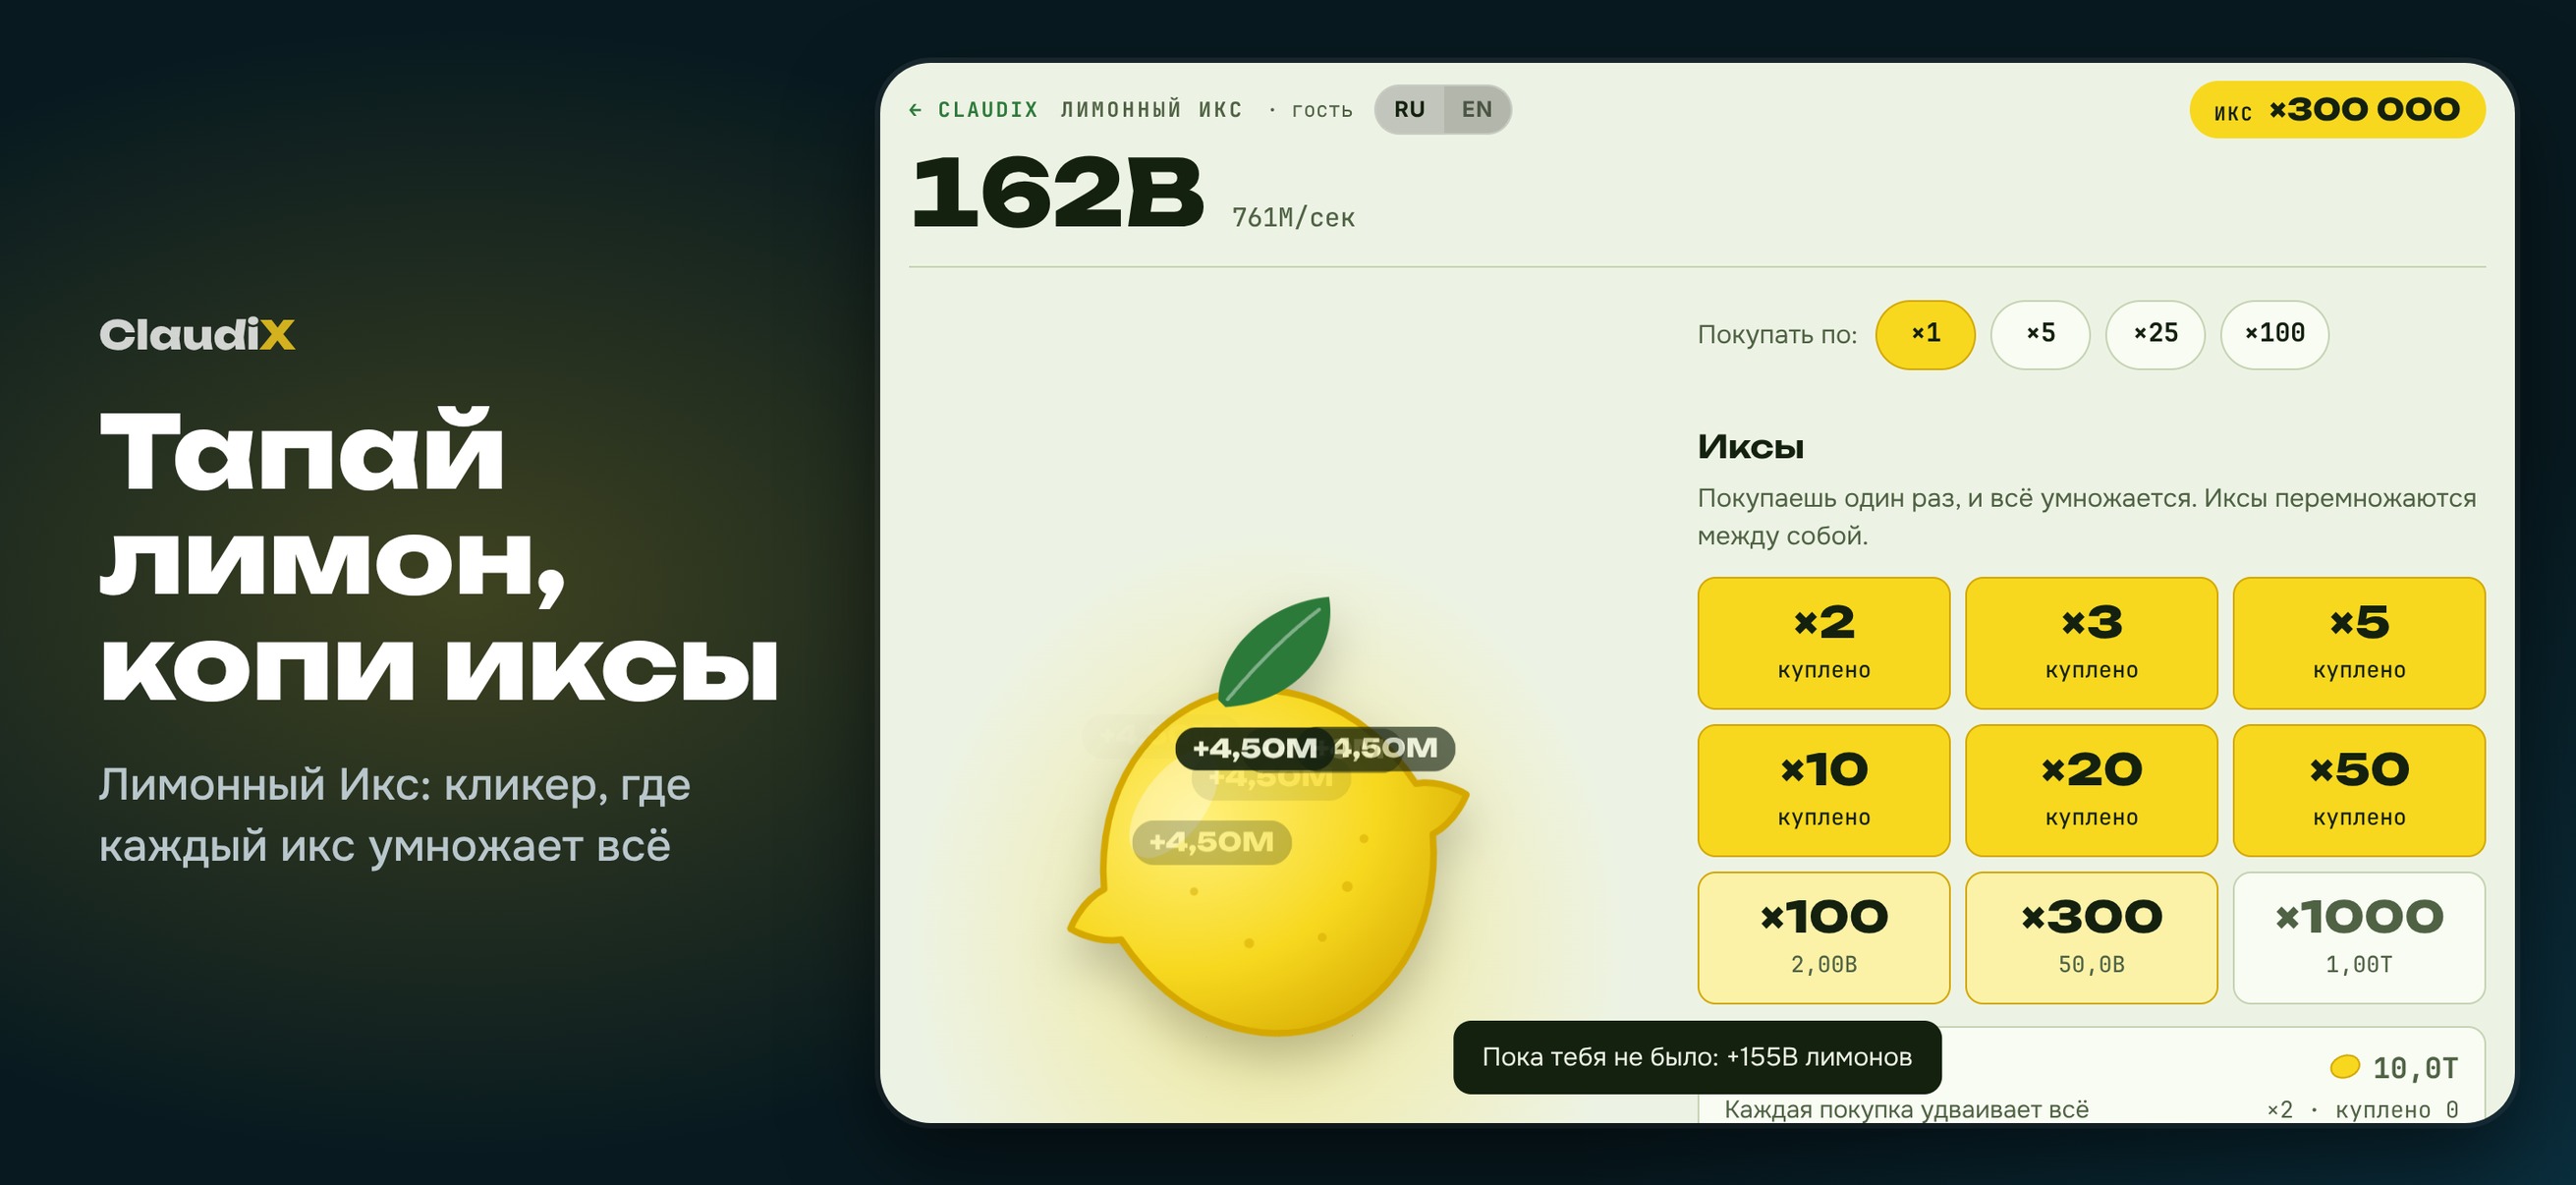 ClaudiX
Тапай
лимон,
копи иксы
Лимонный Икс: кликер, где
каждый икс умножает всё
← CLAUDIX ЛИМОННЫЙ ИКС · гость RU EN
ИКС ×300 000
162B 761M/сек
Покупать по: ×1 ×5 ×25 ×100
Иксы
Покупаешь один раз, и всё умножается. Иксы перемножаются
между собой.
×2 ×3 ×5
куплено куплено куплено
×10 ×20 ×50
куплено куплено куплено
×100 ×300 ×1000
2,00B 50,0B 1,00T
+4,50M 4,50M
+4,50M
+4,50M
Пока тебя не было: +155B лимонов
10,0T
Каждая покупка удваивает всё ×2 · куплено 0